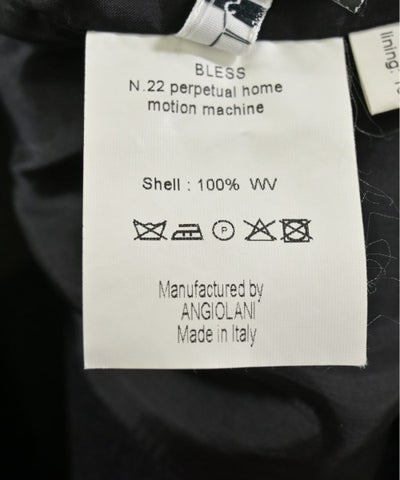 BLESS
N.22 perpetual home
motion machine
Shell : 100% WV
P
Manufactured by
ANGIOLANI
Made in Italy
lining: